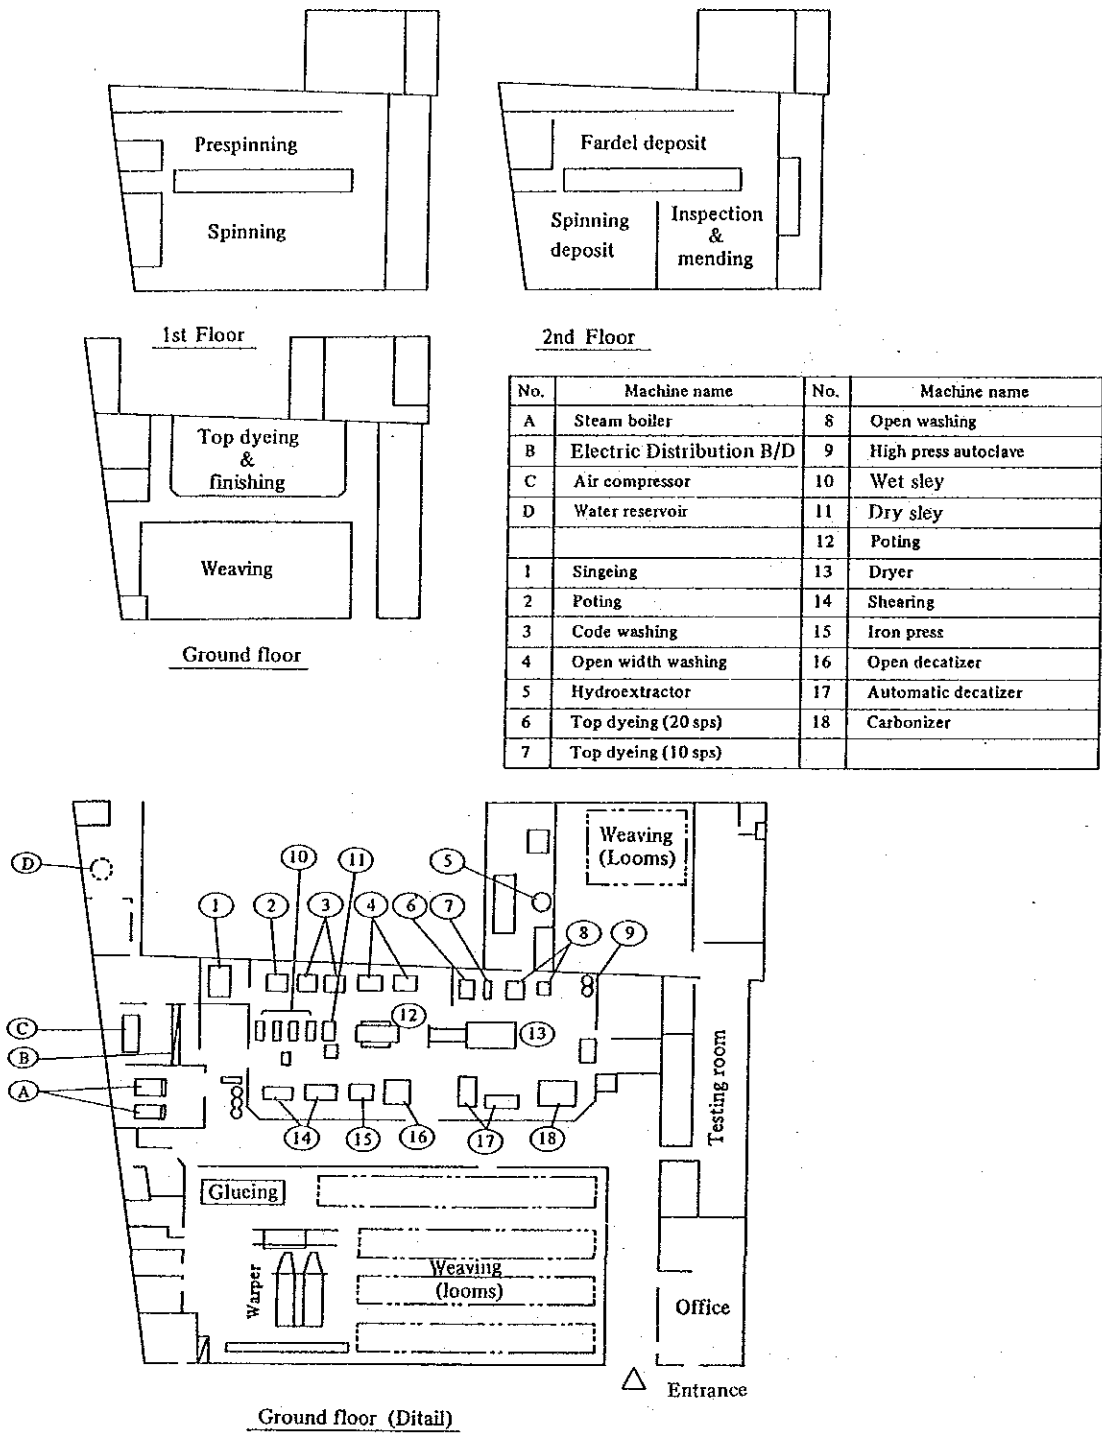 Prespinning
Spinning
1st Floor
Fardel deposit
Spinning
deposit
Inspection
&
mending
2nd Floor
Top dyeing
&
finishing
Weaving
Ground floor
No. Machine name No. Machine name
A Steam boiler 8 Open washing
B Electric Distribution B/D 9 High press autoclave
C Air compressor 10 Wet sley
D Water reservoir 11 Dry sley
12 Poting
1 Singeing 13 Dryer
2 Poting 14 Shearing
3 Code washing 15 Iron press
4 Open width washing 16 Open decatizer
5 Hydroextractor 17 Automatic decatizer
6 Top dyeing (20 sps) 18 Carbonizer
7 Top dyeing (10 sps)
Weaving
(Looms)
D
10
11
5
1
2
3
4
6
7
8
9
C
B
A
12
13
14
15
16
17
18
Testing room
Glueing
Warper
Weaving
(looms)
Office
Entrance
Ground floor (Ditail)